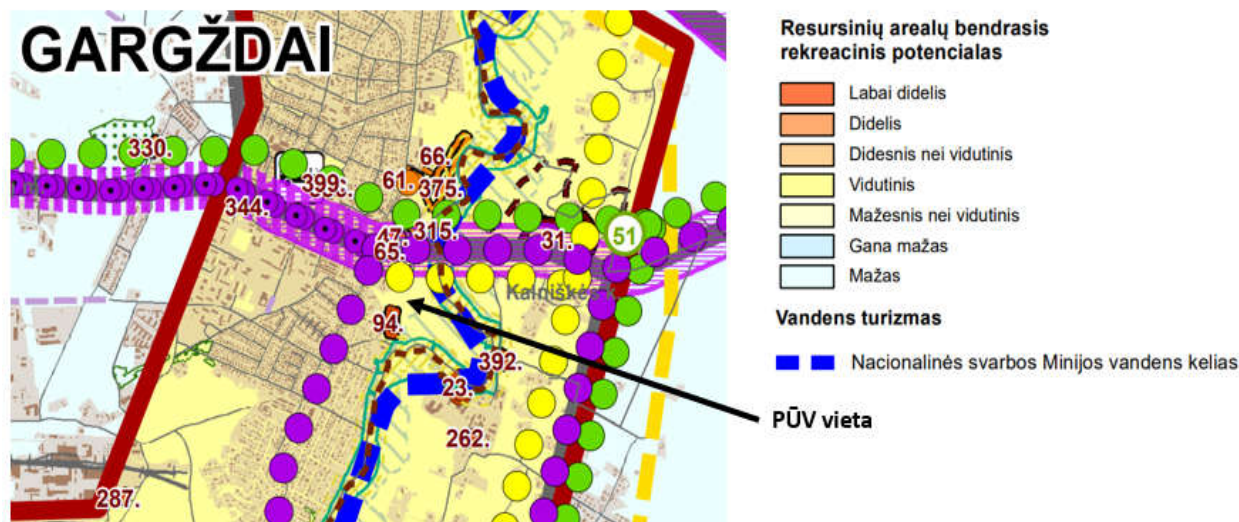 GARGŽDAI
330.
66.
61.
375.
399.
344.
47.
315.
31.
51
65.
Kalniškės k.
94.
392.
23.
262.
287.
Resursinių arealų bendrasis
rekreacinis potencialas
Labai didelis
Didelis
Didesnis nei vidutinis
Vidutinis
Mažesnis nei vidutinis
Gana mažas
Mažas
Vandens turizmas
Nacionalinės svarbos Minijos vandens kelias
PŪV vieta